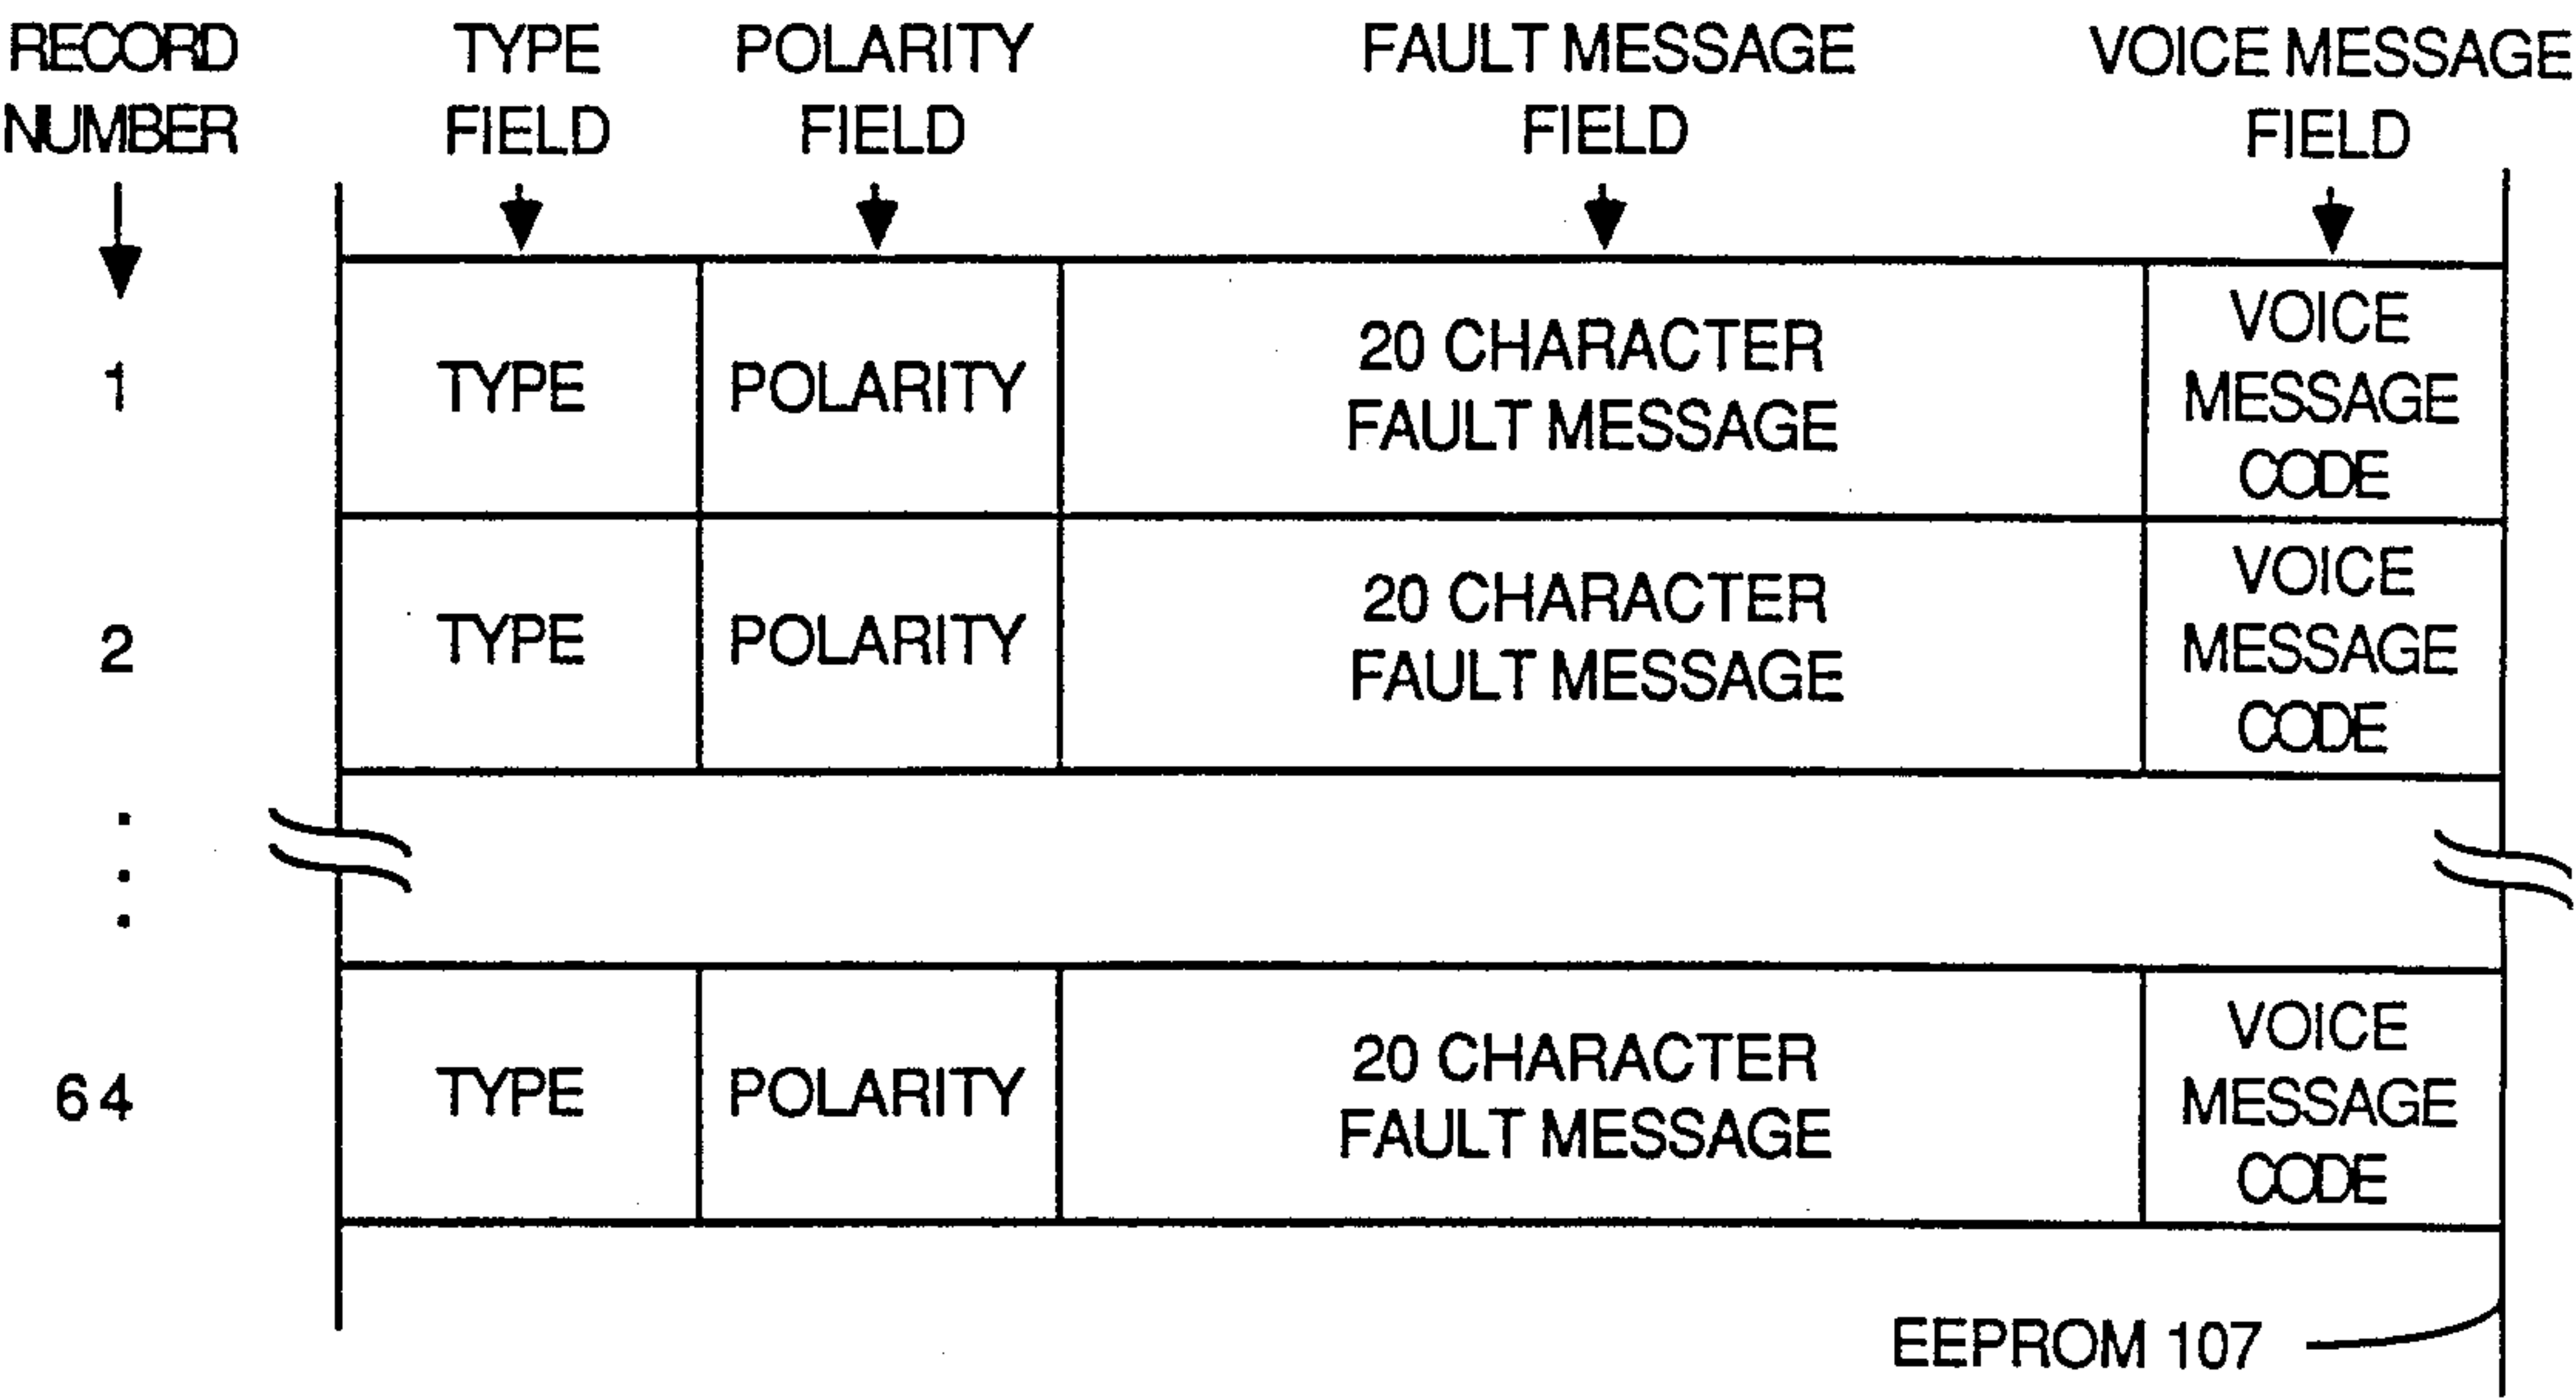 RECORD
NUMBER
TYPE
FIELD
POLARITY
FIELD
FAULT MESSAGE
FIELD
VOICE MESSAGE
FIELD
1
TYPE
POLARITY
20 CHARACTER
FAULT MESSAGE
VOICE
MESSAGE
CODE
2
TYPE
POLARITY
20 CHARACTER
FAULT MESSAGE
VOICE
MESSAGE
CODE
64
TYPE
POLARITY
20 CHARACTER
FAULT MESSAGE
VOICE
MESSAGE
CODE
EEPROM 107